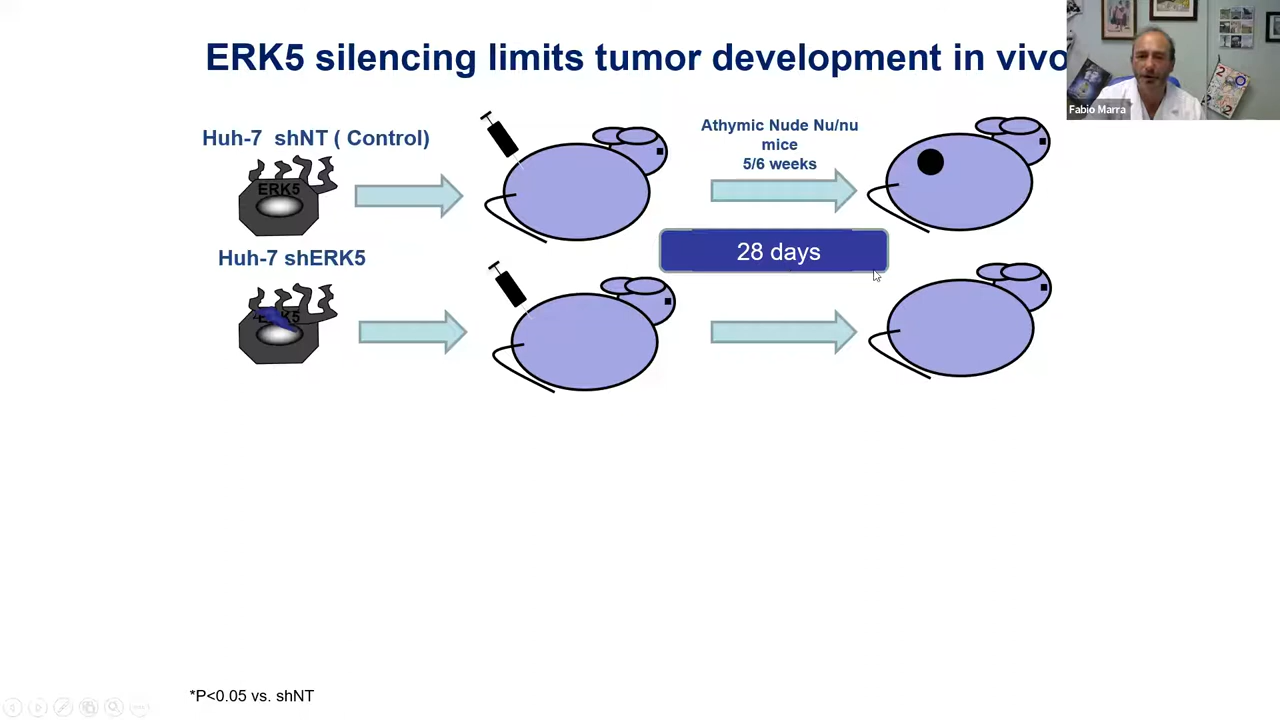 ERK5 silencing limits tumor development in vivo
Fabio Marra
Huh-7 shNT ( Control)
Athymic Nude Nu/nu
mice
5/6 weeks
ERK5
28 days
Huh-7 shERK5
ERK5
*P<0.05 vs. shNT